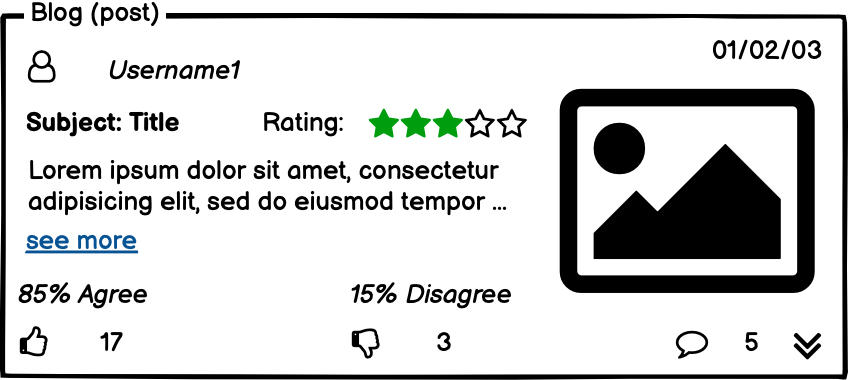 Blog (post)
01/02/03
Username1
Subject: Title Rating:
Lorem ipsum dolor sit amet, consectetur
adipisicing elit, sed do eiusmod tempor ...
see more
85% Agree 15% Disagree
17 3 5